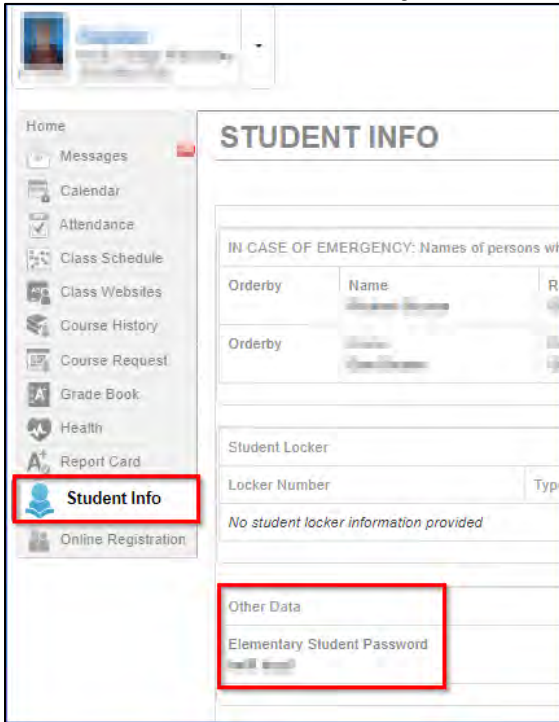 Home
Messages
Calendar
Attendance
Class Schedule
Class Websites
Course History
Course Request
Grade Book
Health
Report Card
Student Info
Online Registration
STUDENT INFO
IN CASE OF EMERGENCY: Names of persons wi
Orderby Name R
Orderby
Student Locker
Locker Number Type
No student locker information provided
Other Data
Elementary Student Password